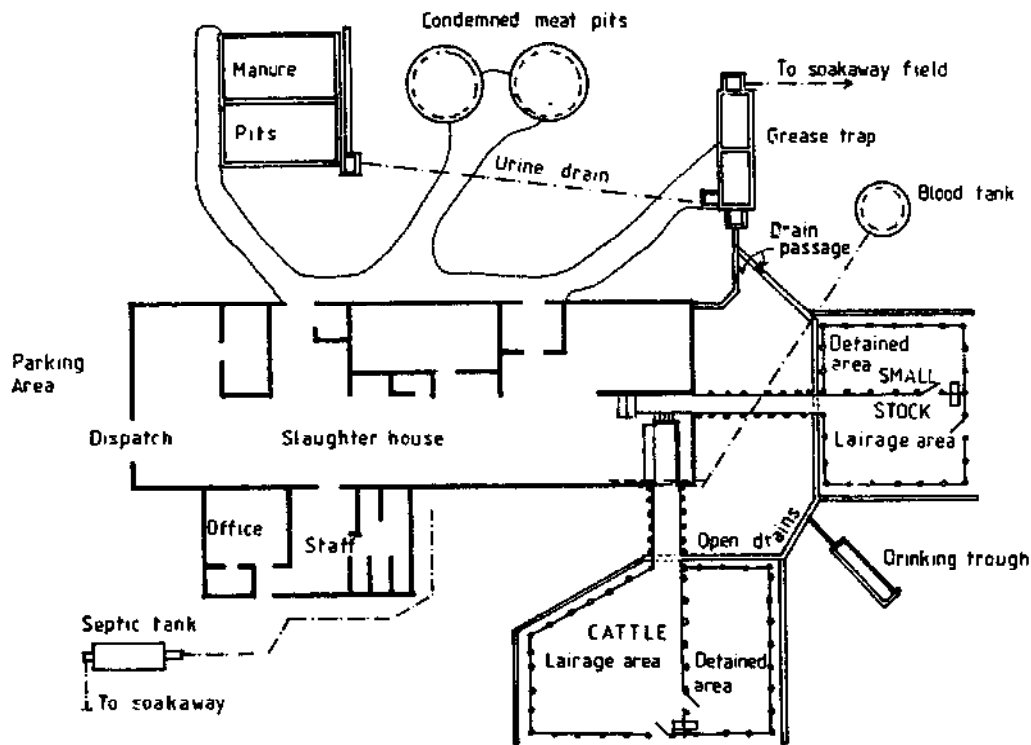 Condemned meat pits
Manure
Pits
To soakaway field
Grease trap
Urine drain
Blood tank
Drain
passage
Detained
area
SMALL
STOCK
Lairage area
Parking
Area
Dispatch
Slaughter house
Office
Staff
Open drains
Drinking trough
Septic tank
To soakaway
CATTLE
Lairage area
Detained
area